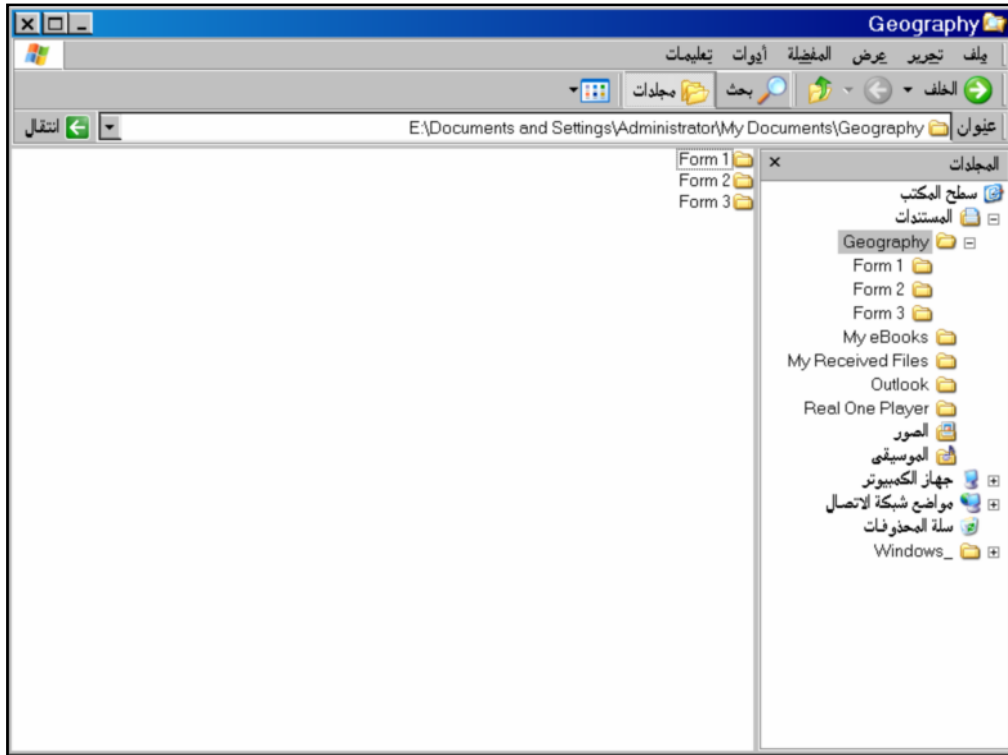 Geography
ملف تحرير عرض المفضلة أدوات تعليمات
الخلف بحث مجلدات
عنوان E:\Documents and Settings\Administrator\My Documents\Geography انتقال
المجلدات
سطح المكتب
المستندات
Geography
Form 1
Form 2
Form 3
My eBooks
My Received Files
Outlook
Real One Player
الصور
الموسيقى
جهاز الكمبيوتر
مواضع شبكة الاتصال
سلة المحذوفات
Windows_
Form 1
Form 2
Form 3